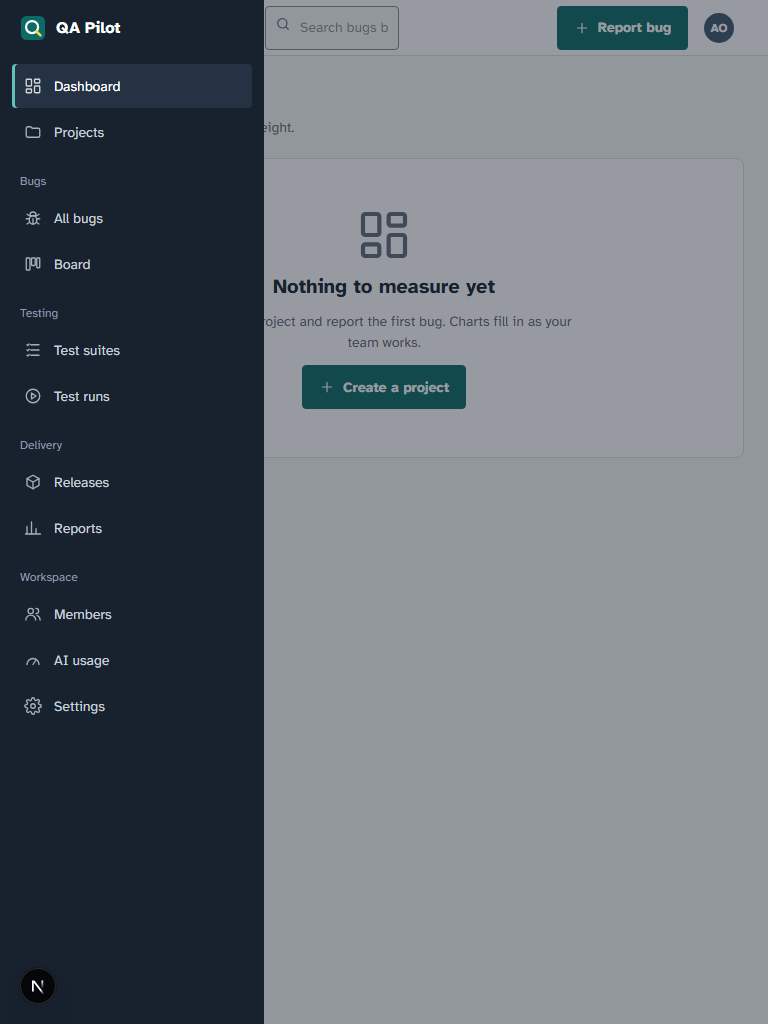 QA Pilot
Search bugs b
Report bug
AO
Dashboard
Projects
Bugs
All bugs
Board
Testing
Test suites
Test runs
Delivery
Releases
Reports
Workspace
Members
AI usage
Settings
Nothing to measure yet
and report the first bug. Charts fill in as your
team works.
Create a project
N